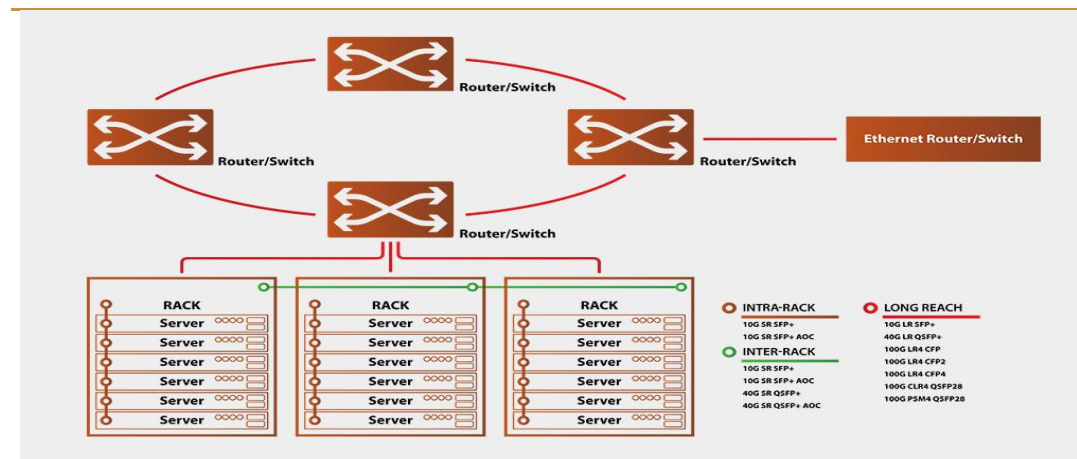 Router/Switch
Router/Switch
Router/Switch
Ethernet Router/Switch
Router/Switch
RACK
Server
Server
Server
Server
Server
Server
RACK
Server
Server
Server
Server
Server
Server
RACK
Server
Server
Server
Server
Server
Server
INTRA-RACK
10G SR SFP+
10G SR SFP+ AOC
INTER-RACK
10G SR SFP+
10G SR SFP+ AOC
40G SR QSFP+
40G SR QSFP+ AOC
LONG REACH
10G LR SFP+
40G LR QSFP+
100G LR4 CFP
100G LR4 CFP2
100G LR4 CFP4
100G CLR4 QSFP28
100G PSM4 QSFP28